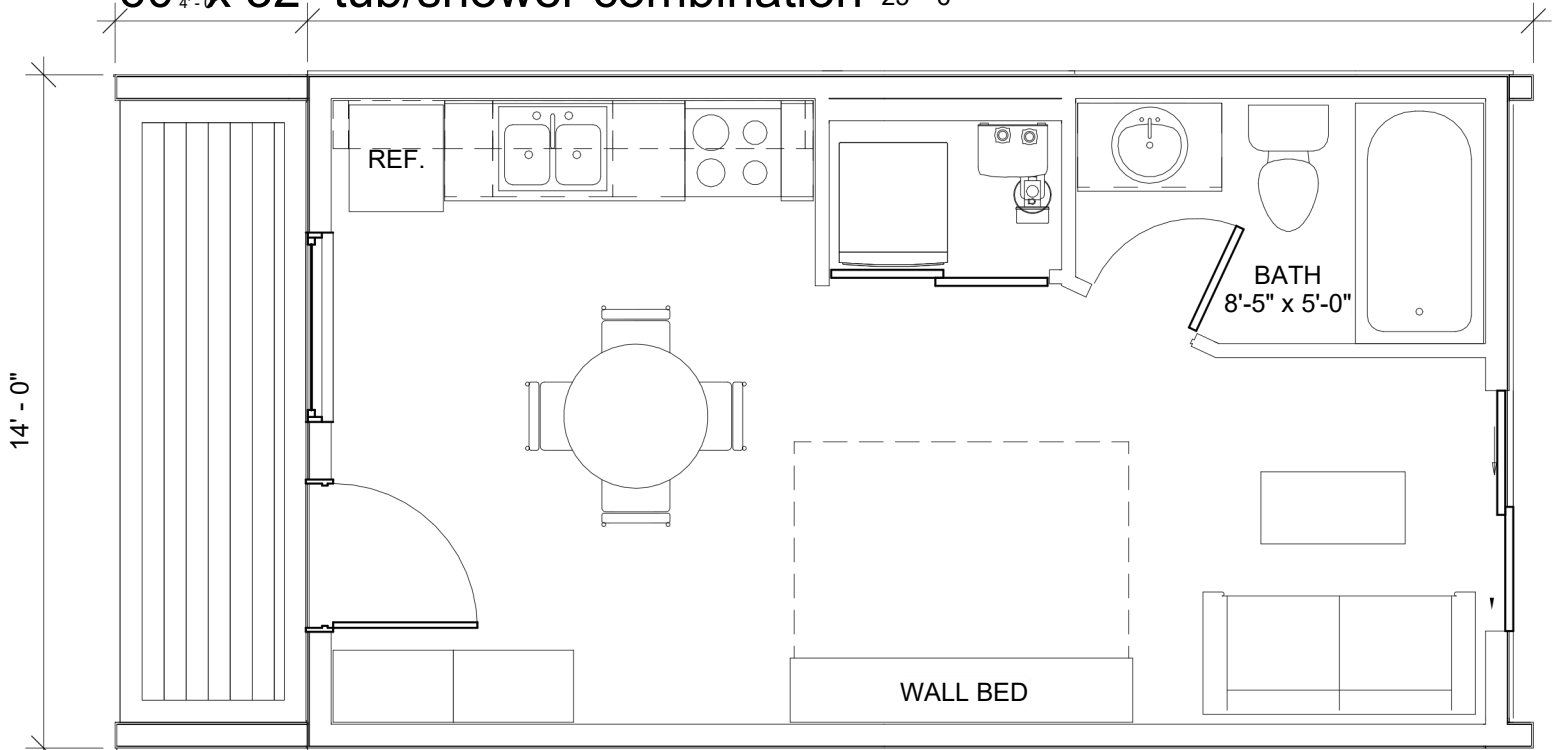 tub/shower combination
REF.
BATH
8'-5" x 5'-0"
14' - 0"
WALL BED